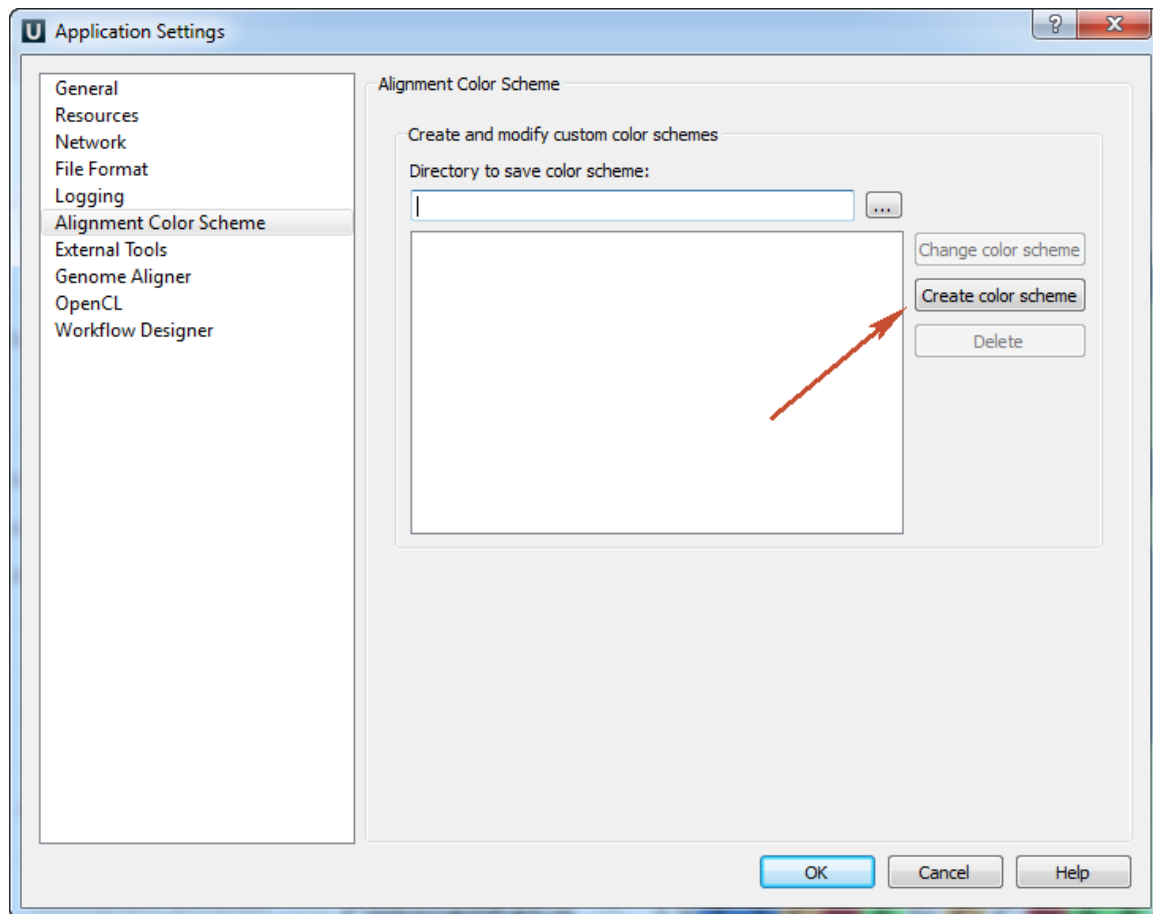 U Application Settings
?
X
General
Resources
Network
File Format
Logging
Alignment Color Scheme
External Tools
Genome Aligner
OpenCL
Workflow Designer
Alignment Color Scheme
Create and modify custom color schemes
Directory to save color scheme:
...
Change color scheme
Create color scheme
Delete
OK
Cancel
Help